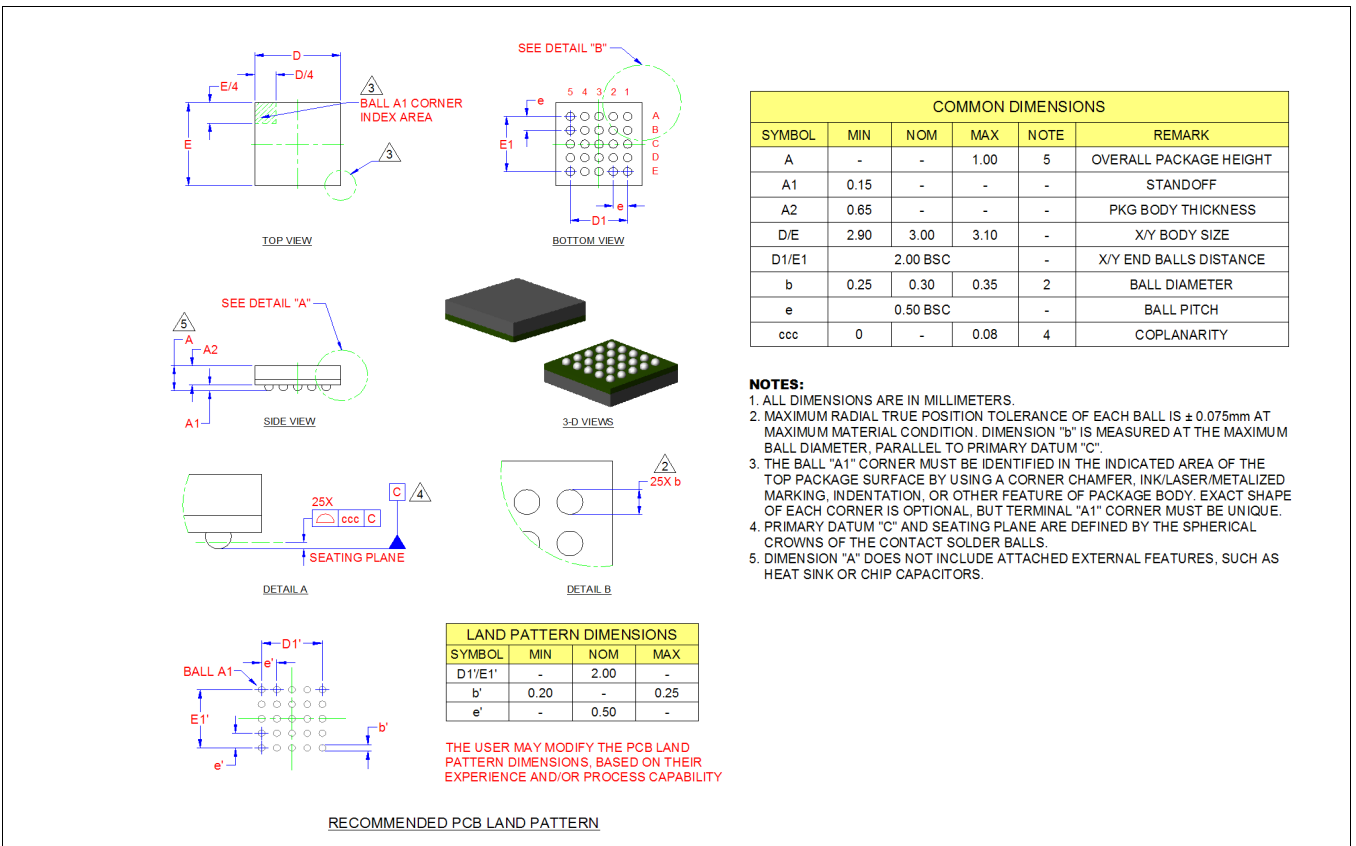 D
D/4
E/4
3
BALL A1 CORNER
INDEX AREA
E
3
TOP VIEW
SEE DETAIL "B"
5 4 3 2 1
e
A
B
C
D
E
E1
e
D1
BOTTOM VIEW
COMMON DIMENSIONS
SYMBOL MIN NOM MAX NOTE REMARK
A - - 1.00 5 OVERALL PACKAGE HEIGHT
A1 0.15 - - - STANDOFF
A2 0.65 - - - PKG BODY THICKNESS
D/E 2.90 3.00 3.10 - X/Y BODY SIZE
D1/E1 2.00 BSC - X/Y END BALLS DISTANCE
b 0.25 0.30 0.35 2 BALL DIAMETER
e 0.50 BSC - BALL PITCH
ccc 0 - 0.08 4 COPLANARITY
SEE DETAIL "A"
5
A
A2
A1
SIDE VIEW
3-D VIEWS
NOTES:
1. ALL DIMENSIONS ARE IN MILLIMETERS.
2. MAXIMUM RADIAL TRUE POSITION TOLERANCE OF EACH BALL IS ± 0.075mm AT
MAXIMUM MATERIAL CONDITION. DIMENSION "b" IS MEASURED AT THE MAXIMUM
BALL DIAMETER, PARALLEL TO PRIMARY DATUM "C".
3. THE BALL "A1" CORNER MUST BE IDENTIFIED IN THE INDICATED AREA OF THE
TOP PACKAGE SURFACE BY USING A CORNER CHAMFER, INK/LASER/METALIZED
MARKING, INDENTATION, OR OTHER FEATURE OF PACKAGE BODY. EXACT SHAPE
OF EACH CORNER IS OPTIONAL, BUT TERMINAL "A1" CORNER MUST BE UNIQUE.
4. PRIMARY DATUM "C" AND SEATING PLANE ARE DEFINED BY THE SPHERICAL
CROWNS OF THE CONTACT SOLDER BALLS.
5. DIMENSION "A" DOES NOT INCLUDE ATTACHED EXTERNAL FEATURES, SUCH AS
HEAT SINK OR CHIP CAPACITORS.
25X
ccc C
C
4
SEATING PLANE
DETAIL A
2
25X b
DETAIL B
D1'
e'
BALL A1
E1'
b'
e'
LAND PATTERN DIMENSIONS
SYMBOL MIN NOM MAX
D1'/E1' - 2.00 -
b' 0.20 - 0.25
e' - 0.50 -
THE USER MAY MODIFY THE PCB LAND
PATTERN DIMENSIONS, BASED ON THEIR
EXPERIENCE AND/OR PROCESS CAPABILITY
RECOMMENDED PCB LAND PATTERN